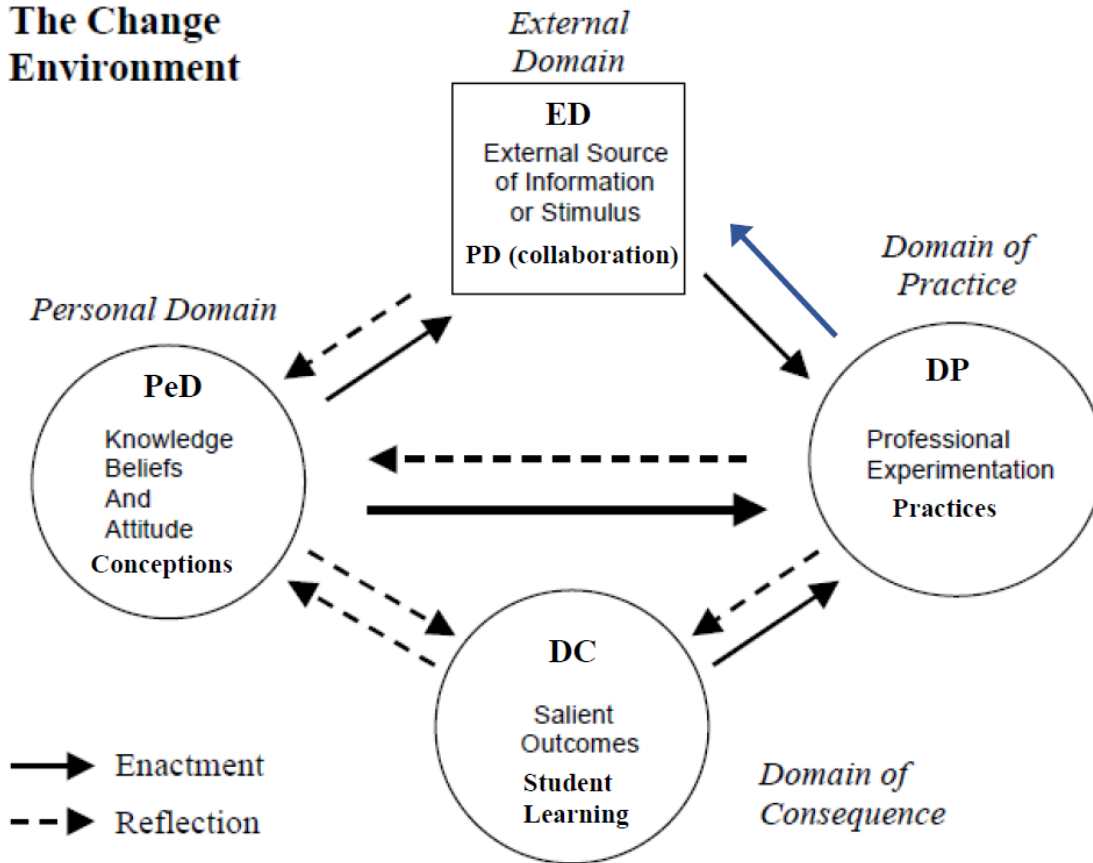 The Change
Environment
External
Domain
ED
External Source
of Information
or Stimulus
PD (collaboration)
Domain of
Practice
Personal Domain
PeD
Knowledge
Beliefs
And
Attitude
Conceptions
DP
Professional
Experimentation
Practices
DC
Salient
Outcomes
Student
Learning
Domain of
Consequence
Enactment
Reflection